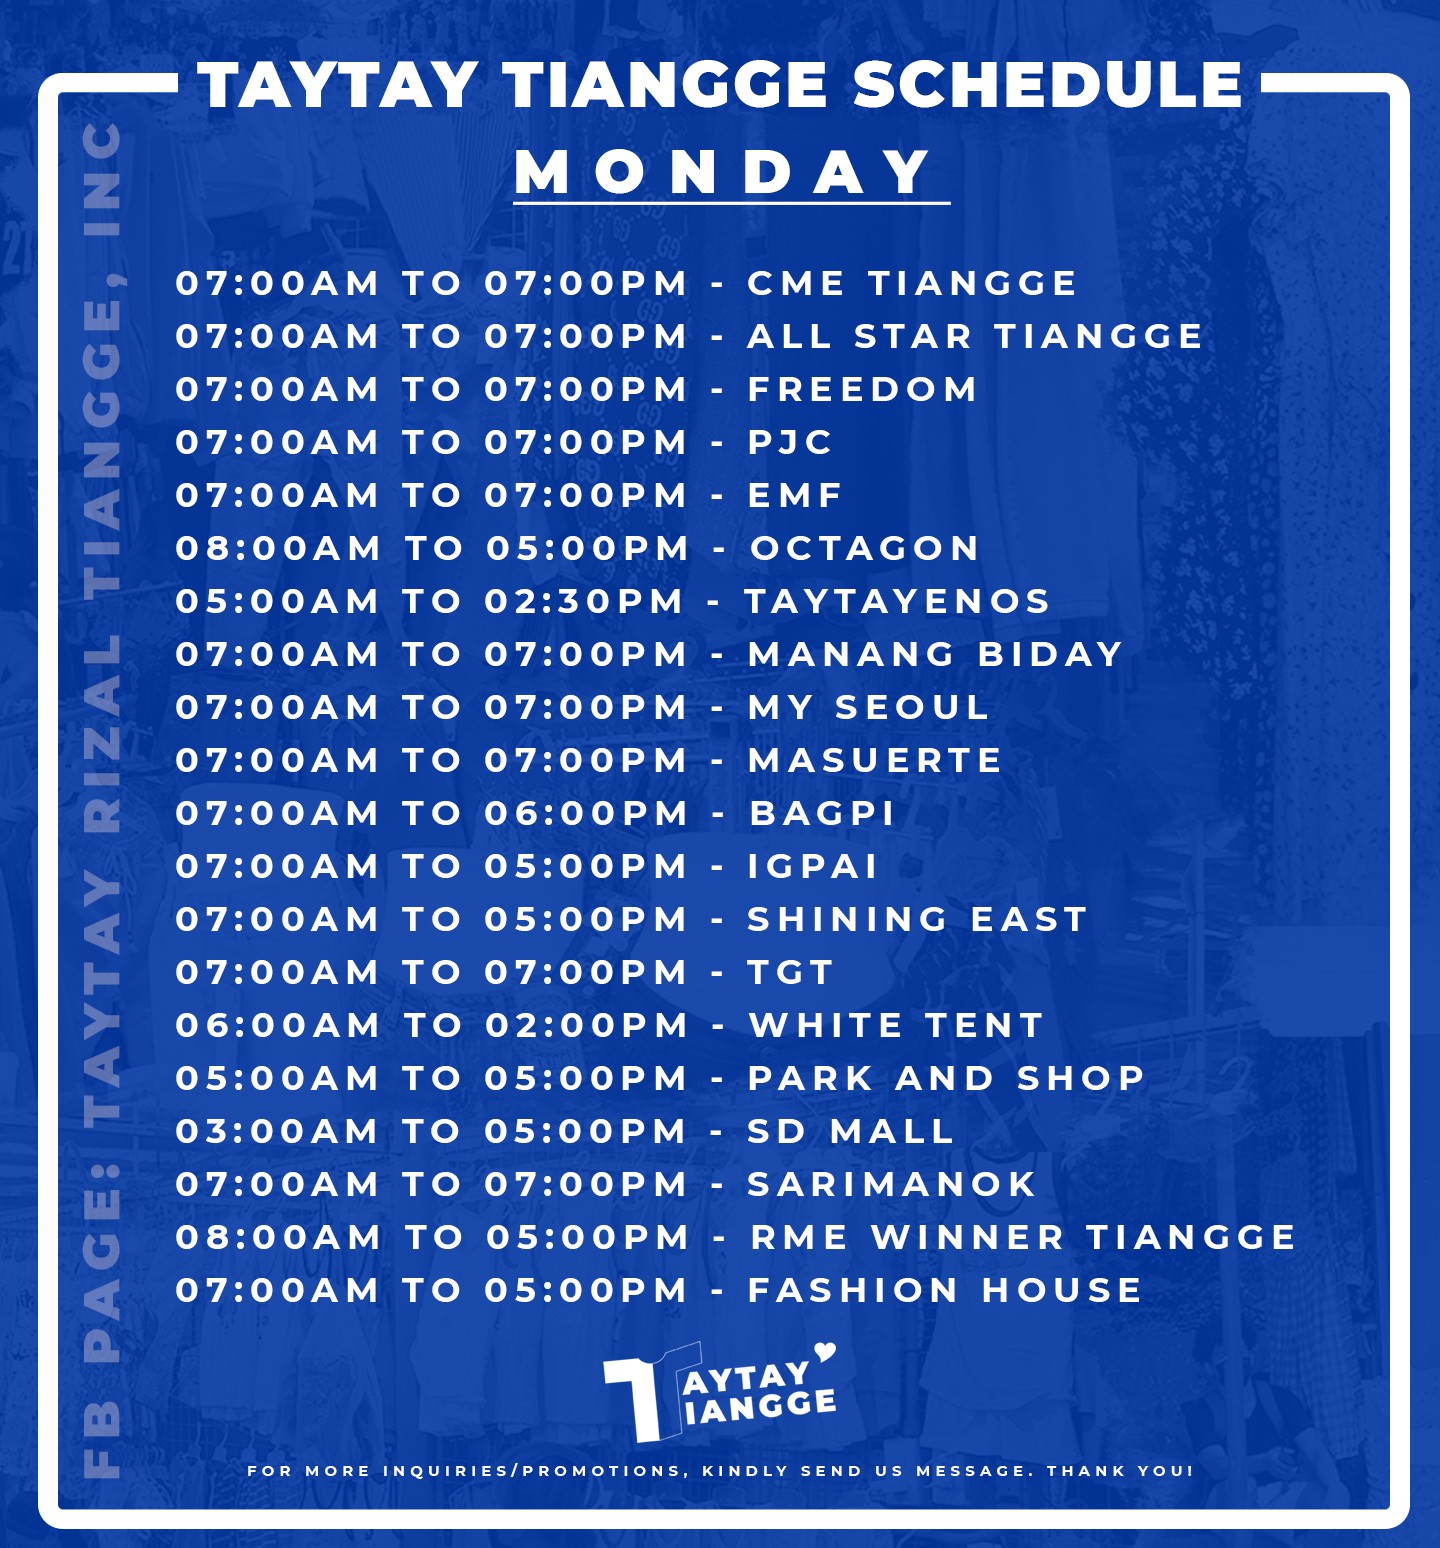 TAYTAY TIANGGE SCHEDULE
MONDAY
07:00AM TO 07:00PM - CME TIANGGE
07:00AM TO 07:00PM - ALL STAR TIANGGE
07:00AM TO 07:00PM - FREEDOM
07:00AM TO 07:00PM - PJC
07:00AM TO 07:00PM - EMF
08:00AM TO 05:00PM - OCTAGON
05:00AM TO 02:30PM - TAYTAYENOS
07:00AM TO 07:00PM - MANANG BIDAY
07:00AM TO 07:00PM - MY SEOUL
07:00AM TO 07:00PM - MASUERTE
07:00AM TO 06:00PM - BAGPI
07:00AM TO 05:00PM - IGPAI
07:00AM TO 05:00PM - SHINING EAST
07:00AM TO 07:00PM - TGT
06:00AM TO 02:00PM - WHITE TENT
05:00AM TO 05:00PM - PARK AND SHOP
03:00AM TO 05:00PM - SD MALL
07:00AM TO 07:00PM - SARIMANOK
08:00AM TO 05:00PM - RME WINNER TIANGGE
07:00AM TO 05:00PM - FASHION HOUSE
TAYTAY
TIANGGE
FOR MORE INQUIRIES/PROMOTIONS, KINDLY SEND US MESSAGE. THANK YOU!
FB PAGE: TAYTAY RIZAL TIANGGE, INC